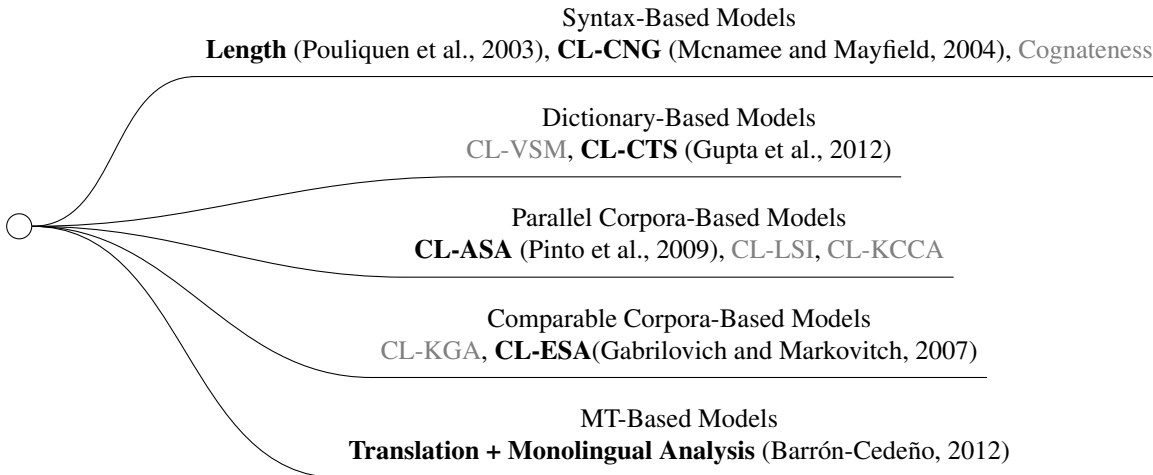 Syntax-Based Models
Length (Pouliquen et al., 2003), CL-CNG (Mcnamee and Mayfield, 2004), Cognateness
Dictionary-Based Models
CL-VSM, CL-CTS (Gupta et al., 2012)
Parallel Corpora-Based Models
CL-ASA (Pinto et al., 2009), CL-LSI, CL-KCCA
Comparable Corpora-Based Models
CL-KGA, CL-ESA(Gabrilovich and Markovitch, 2007)
MT-Based Models
Translation + Monolingual Analysis (Barrón-Cedeño, 2012)